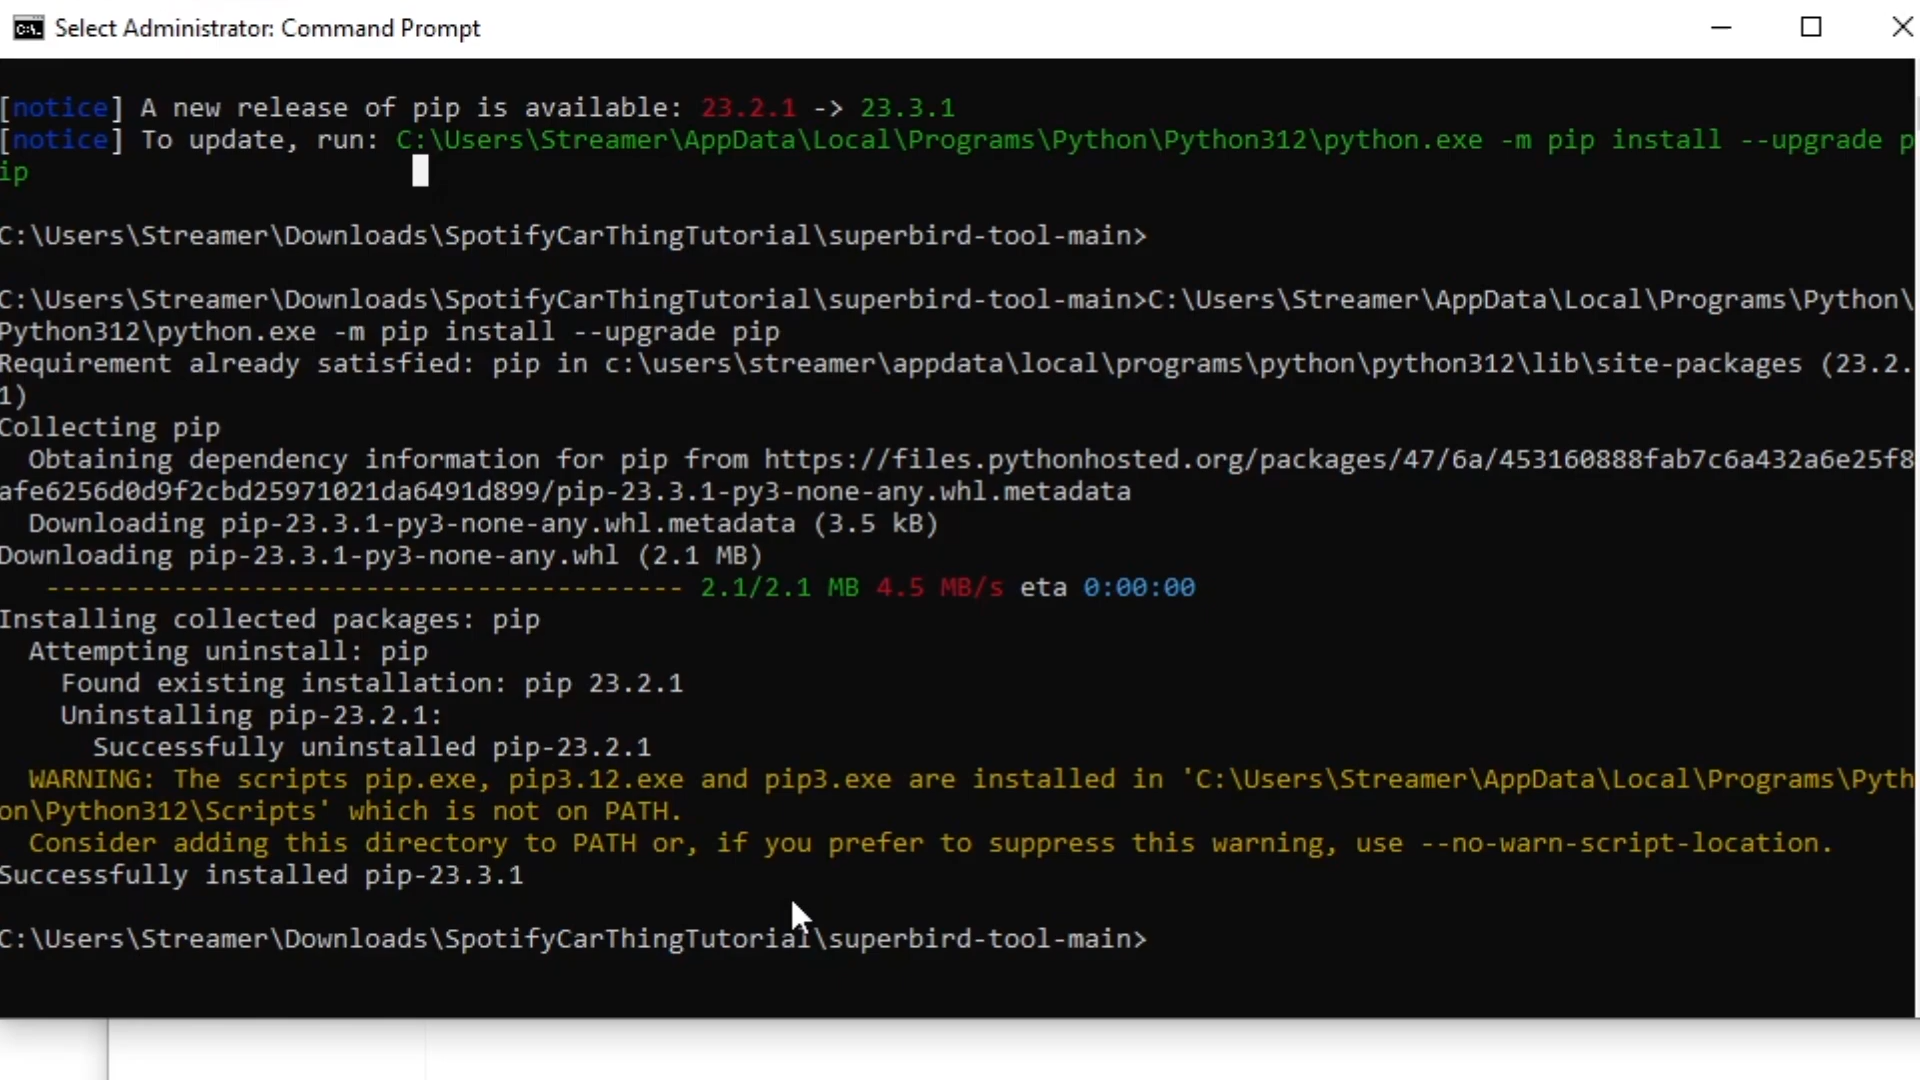 Select Administrator: Command Prompt
[notice] A new release of pip is available: 23.2.1 -> 23.3.1
[notice] To update, run: C:\Users\Streamer\AppData\Local\Programs\Python\Python312\python.exe -m pip install --upgrade p
ip
C:\Users\Streamer\Downloads\SpotifyCarThingTutorial\superbird-tool-main>
C:\Users\Streamer\Downloads\SpotifyCarThingTutorial\superbird-tool-main>C:\Users\Streamer\AppData\Local\Programs\Python\
Python312\python.exe -m pip install --upgrade pip
Requirement already satisfied: pip in c:\users\streamer\appdata\local\programs\python\python312\lib\site-packages (23.2.
1)
Collecting pip
Obtaining dependency information for pip from https://files.pythonhosted.org/packages/47/6a/453160888fab7c6a432a6e25f8
afe6256d0d9f2cbd25971021da6491d899/pip-23.3.1-py3-none-any.whl.metadata
Downloading pip-23.3.1-py3-none-any.whl.metadata (3.5 kB)
Downloading pip-23.3.1-py3-none-any.whl (2.1 MB)
---------------------------------------- 2.1/2.1 MB 4.5 MB/s eta 0:00:00
Installing collected packages: pip
Attempting uninstall: pip
Found existing installation: pip 23.2.1
Uninstalling pip-23.2.1:
Successfully uninstalled pip-23.2.1
WARNING: The scripts pip.exe, pip3.12.exe and pip3.exe are installed in 'C:\Users\Streamer\AppData\Local\Programs\Pyth
on\Python312\Scripts' which is not on PATH.
Consider adding this directory to PATH or, if you prefer to suppress this warning, use --no-warn-script-location.
Successfully installed pip-23.3.1
C:\Users\Streamer\Downloads\SpotifyCarThingTutorial\superbird-tool-main>